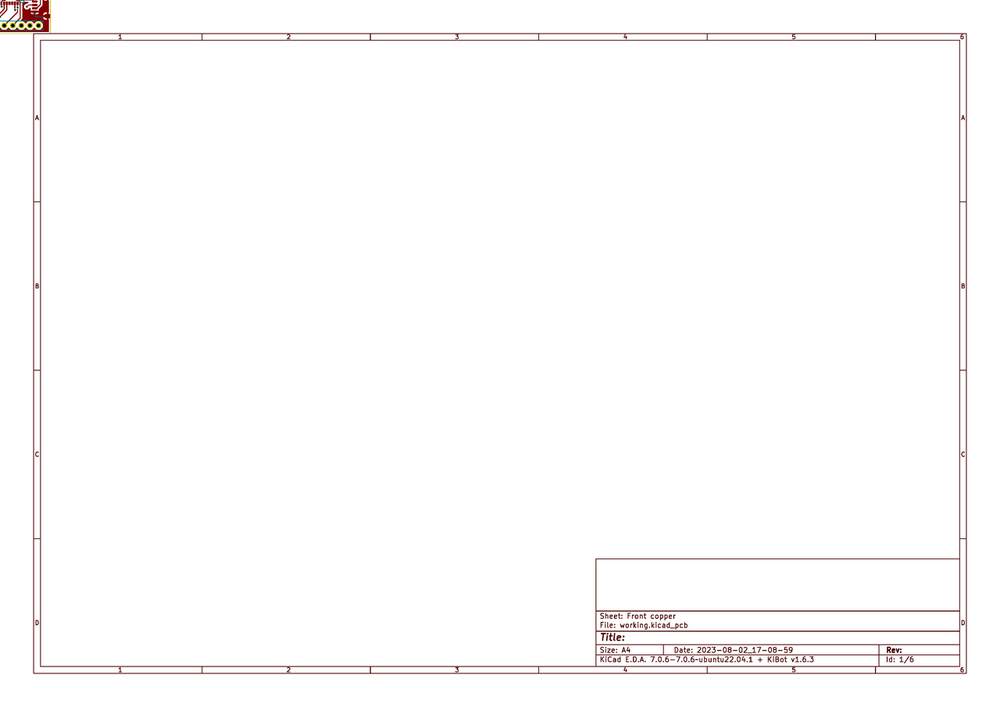 1 2 3 4 5 6
A A
B B
C C
D D
Sheet: Front copper
File: working.kicad_pcb
Title:
Size: A4 Date: 2023-08-02_17-08-59 Rev:
KiCad E.D.A. 7.0.6-7.0.6~ubuntu22.04.1 + KiBot v1.6.3 Id: 1/6
1 2 3 4 5 6